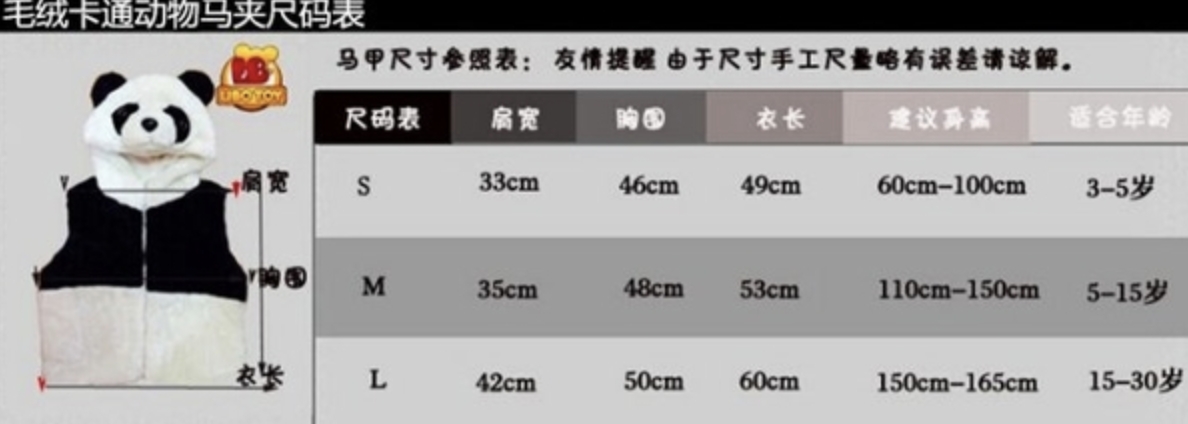 毛绒卡通动物马夹尺码表
马甲尺寸参照表： 友情提醒 由于尺寸手工尺量略有误差请谅解。
DB
尺码表 肩宽 胸围 衣长 建议身高 适合年龄
S 33cm 46cm 49cm 60cm-100cm 3-5岁
M 35cm 48cm 53cm 110cm-150cm 5-15岁
L 42cm 50cm 60cm 150cm-165cm 15-30岁
肩宽
胸围
衣长